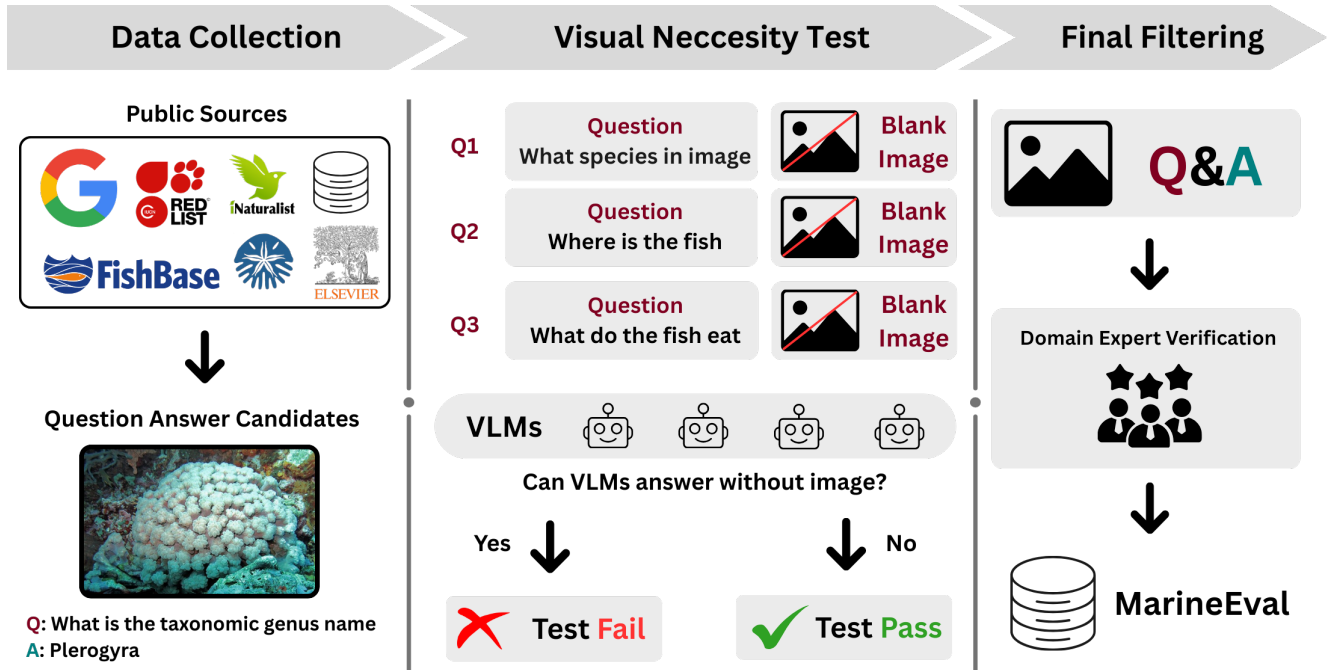 Data Collection
Visual Neccesity Test
Final Filtering
Public Sources
G
IUCN
RED
LIST
iNaturalist
FishBase
ELSEVIER
Question Answer Candidates
Q: What is the taxonomic genus name
A: Plerogyra
Q1
Question
What species in image
Blank
Image
Q2
Question
Where is the fish
Blank
Image
Q3
Question
What do the fish eat
Blank
Image
VLMs
Can VLMs answer without image?
Yes
No
Test Fail
Test Pass
Q&A
Domain Expert Verification
MarineEval